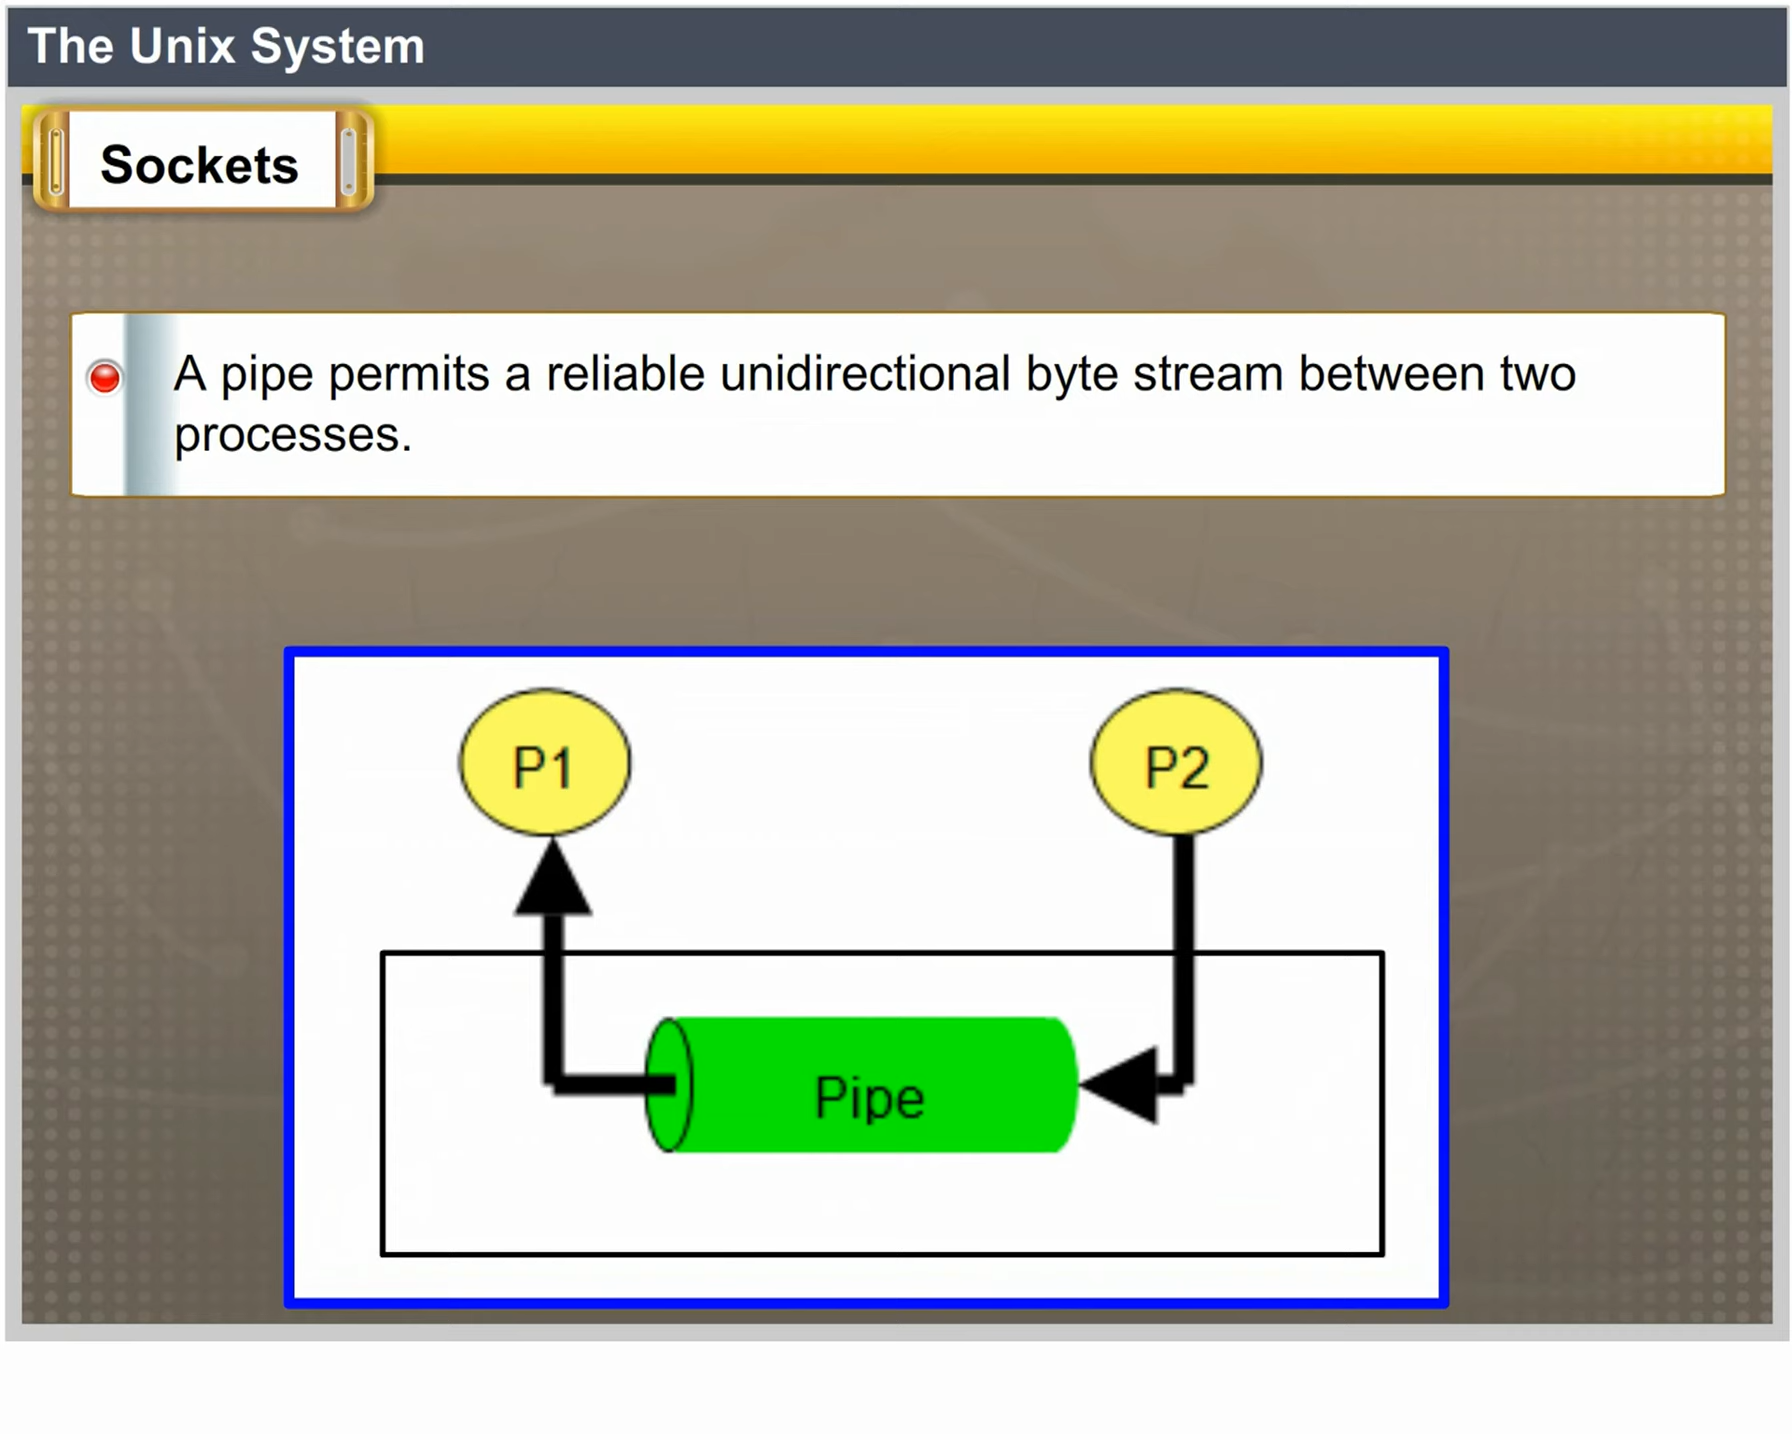 The Unix System
Sockets
A pipe permits a reliable unidirectional byte stream between two
processes.
P1
P2
Pipe